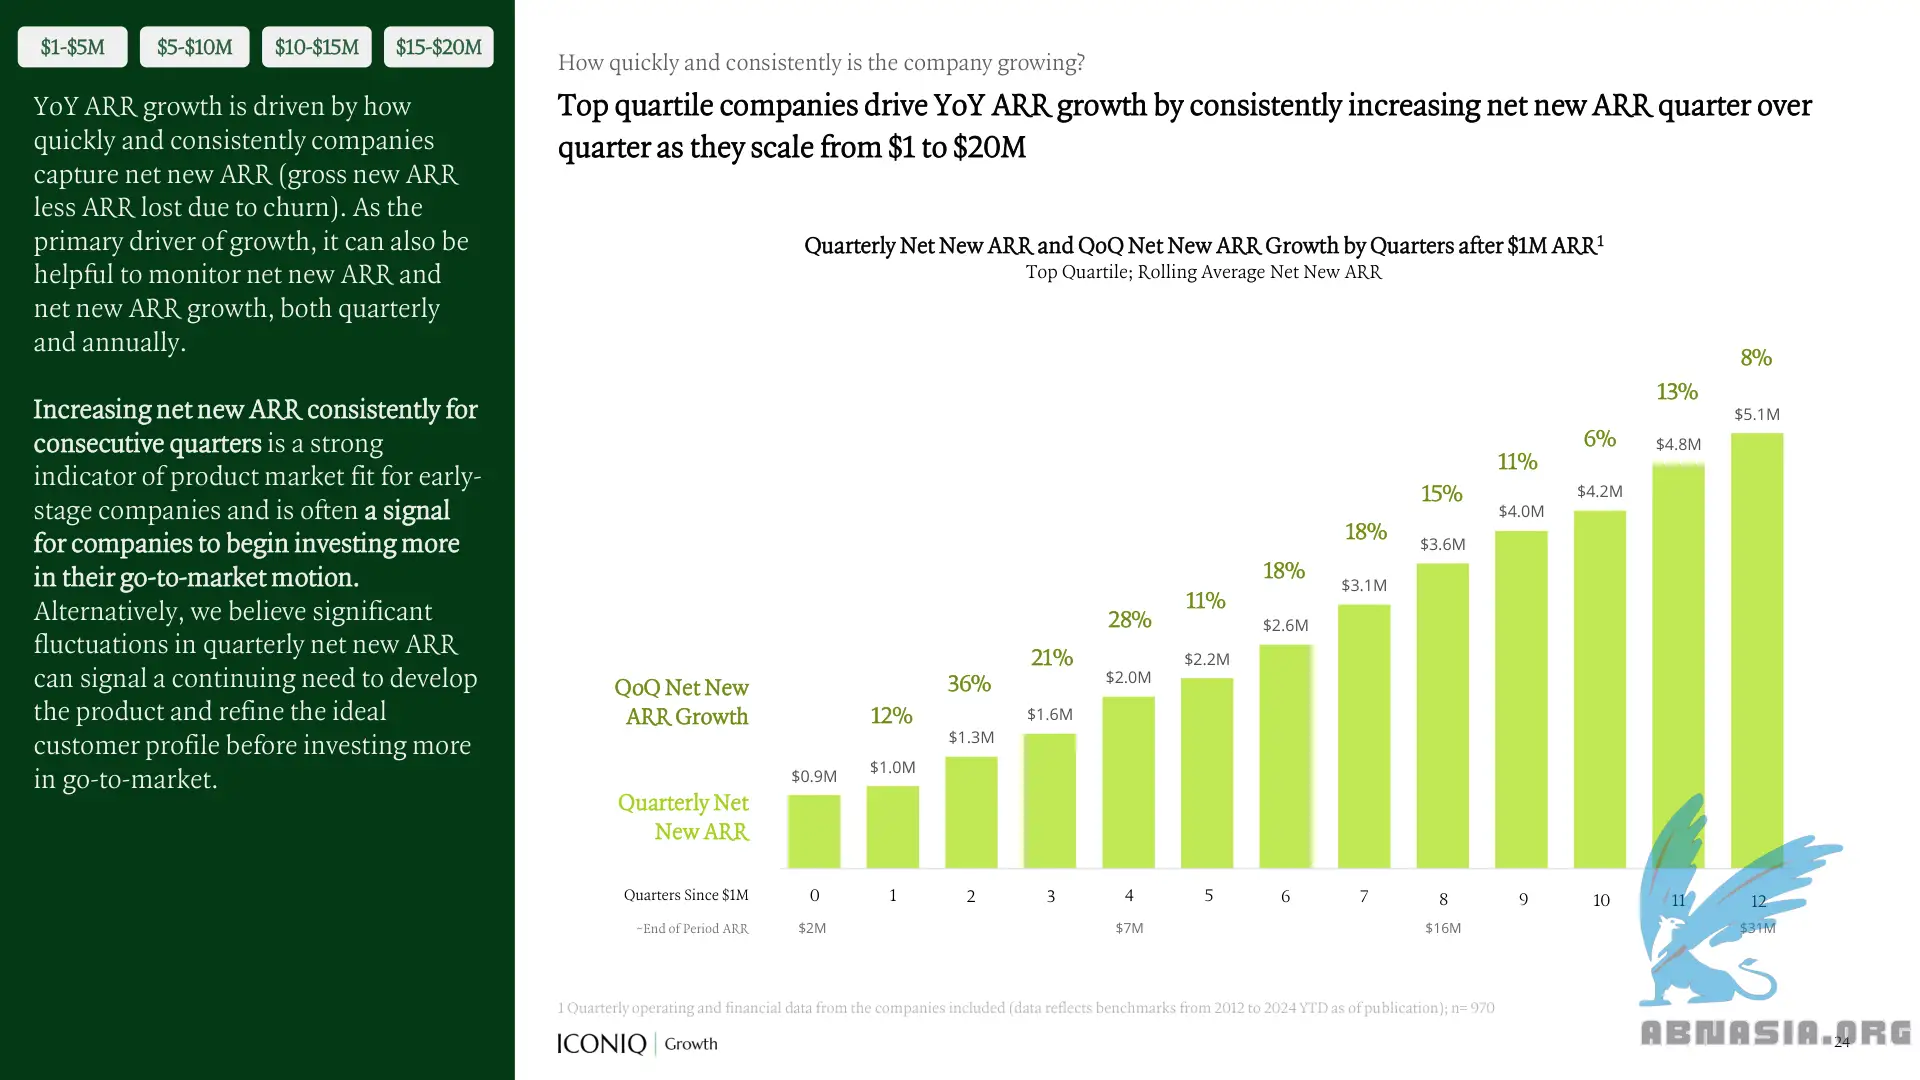 $1-$5M $5-$10M $10-$15M $15-$20M
YoY ARR growth is driven by how
quickly and consistently companies
capture net new ARR (gross new ARR
less ARR lost due to churn). As the
primary driver of growth, it can also be
helpful to monitor net new ARR and
net new ARR growth, both quarterly
and annually.
Increasing net new ARR consistently for
consecutive quarters is a strong
indicator of product market fit for early-
stage companies and is often a signal
for companies to begin investing more
in their go-to-market motion.
Alternatively, we believe significant
fluctuations in quarterly net new ARR
can signal a continuing need to develop
the product and refine the ideal
customer profile before investing more
in go-to-market.
How quickly and consistently is the company growing?
Top quartile companies drive YoY ARR growth by consistently increasing net new ARR quarter over
quarter as they scale from $1 to $20M
Quarterly Net New ARR and QoQ Net New ARR Growth by Quarters after $1M ARR¹
Top Quartile; Rolling Average Net New ARR
QoQ Net New
ARR Growth
12% 36% 21% 28% 11% 18% 18% 15% 11% 6% 13% 8%
Quarterly Net
New ARR
$0.9M $1.0M $1.3M $1.6M $2.0M $2.2M $2.6M $3.1M $3.6M $4.0M $4.2M $4.8M $5.1M
Quarters Since $1M 0 1 2 3 4 5 6 7 8 9 10 11 12
~End of Period ARR $2M $7M $16M $31M
1 Quarterly operating and financial data from the companies included (data reflects benchmarks from 2012 to 2024 YTD as of publication); n= 970
ICONIQ | Growth
ABNASIA.ORG
24